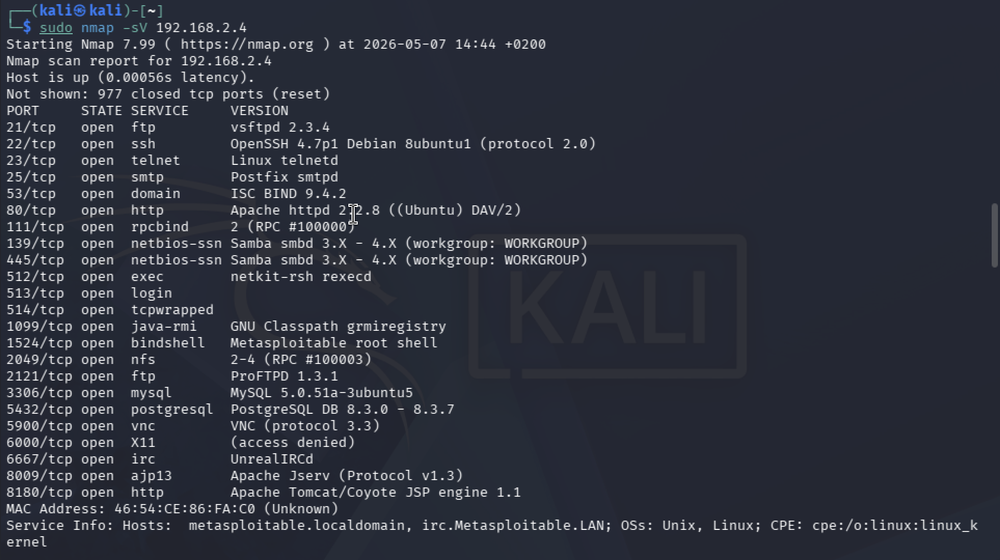 ┌──(kali㉿kali)-[~]
└─$ sudo nmap -sV 192.168.2.4
Starting Nmap 7.99 ( https://nmap.org ) at 2026-05-07 14:44 +0200
Nmap scan report for 192.168.2.4
Host is up (0.00056s latency).
Not shown: 977 closed tcp ports (reset)
PORT     STATE SERVICE     VERSION
21/tcp   open  ftp         vsftpd 2.3.4
22/tcp   open  ssh         OpenSSH 4.7p1 Debian 8ubuntu1 (protocol 2.0)
23/tcp   open  telnet      Linux telnetd
25/tcp   open  smtp        Postfix smtpd
53/tcp   open  domain      ISC BIND 9.4.2
80/tcp   open  http        Apache httpd 2.2.8 ((Ubuntu) DAV/2)
111/tcp  open  rpcbind     2 (RPC #100000)
139/tcp  open  netbios-ssn Samba smbd 3.X - 4.X (workgroup: WORKGROUP)
445/tcp  open  netbios-ssn Samba smbd 3.X - 4.X (workgroup: WORKGROUP)
512/tcp  open  exec        netkit-rsh rexecd
513/tcp  open  login
514/tcp  open  tcpwrapped
1099/tcp open  java-rmi    GNU Classpath grmiregistry
1524/tcp open  bindshell   Metasploitable root shell
2049/tcp open  nfs         2-4 (RPC #100003)
2121/tcp open  ftp         ProFTPD 1.3.1
3306/tcp open  mysql       MySQL 5.0.51a-3ubuntu5
5432/tcp open  postgresql  PostgreSQL DB 8.3.0 - 8.3.7
5900/tcp open  vnc         VNC (protocol 3.3)
6000/tcp open  X11         (access denied)
6667/tcp open  irc         UnrealIRCd
8009/tcp open  ajp13       Apache Jserv (Protocol v1.3)
8180/tcp open  http        Apache Tomcat/Coyote JSP engine 1.1
MAC Address: 46:54:CE:86:FA:C0 (Unknown)
Service Info: Hosts:  metasploitable.localdomain, irc.Metasploitable.LAN; OSs: Unix, Linux; CPE: cpe:/o:linux:linux_k
ernel
KALI